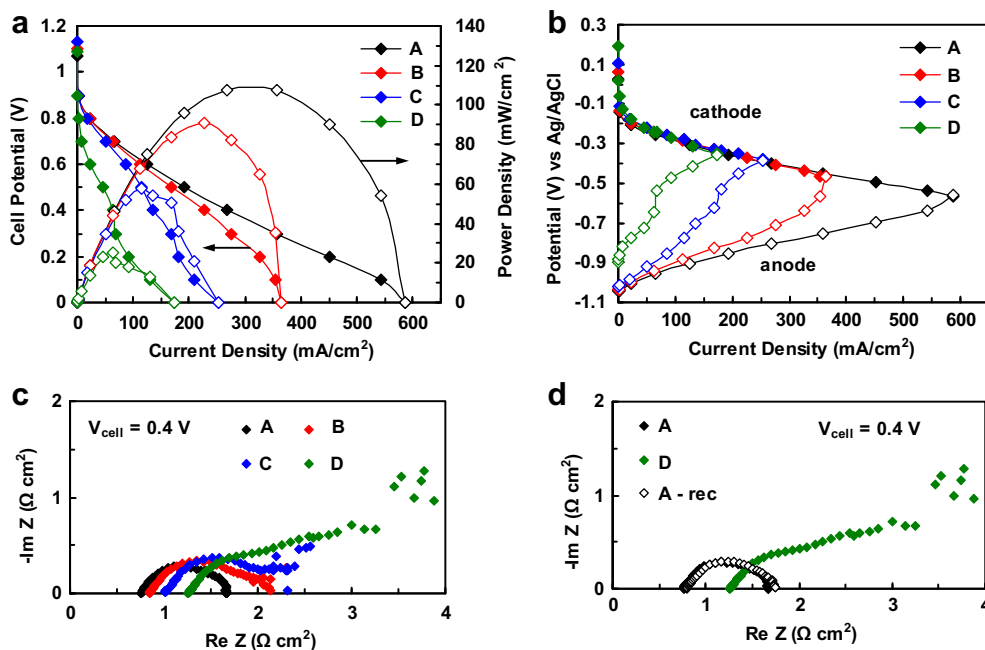 a
Cell Potential (V)
1.2
1
0.8
0.6
0.4
0.2
0
0 100 200 300 400 500 600
Current Density (mA/cm²)
140
120
100
80
60
40
20
0
Power Density (mW/cm²)
A
B
C
D
b
Potential (V) vs Ag/AgCl
0.3
0.1
-0.1
-0.3
-0.5
-0.7
-0.9
-1.1
0 100 200 300 400 500 600
Current Density (mA/cm²)
A
B
C
D
cathode
anode
c
-Im Z (Ω cm²)
2
1
0
0 1 2 3 4
Re Z (Ω cm²)
Vcell = 0.4 V
A B
C D
d
-Im Z (Ω cm²)
2
1
0
0 1 2 3 4
Re Z (Ω cm²)
A
D
A - rec
Vcell = 0.4 V